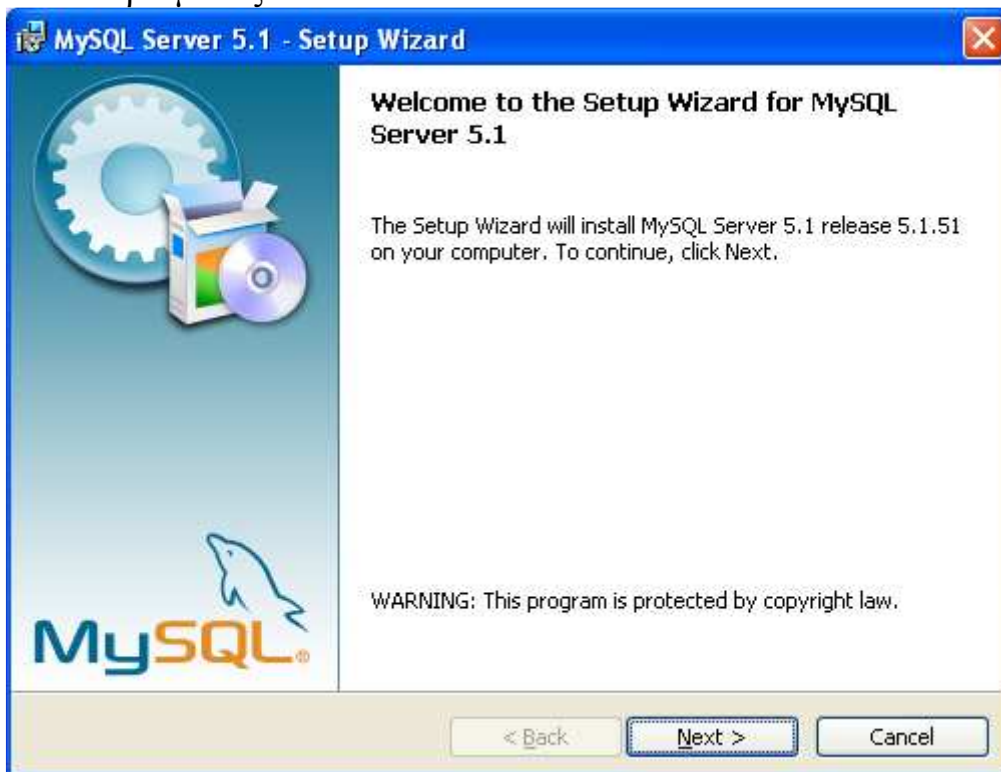 MySQL Server 5.1 - Setup Wizard
Welcome to the Setup Wizard for MySQL
Server 5.1
The Setup Wizard will install MySQL Server 5.1 release 5.1.51
on your computer. To continue, click Next.
WARNING: This program is protected by copyright law.
MySQL®
< Back
Next >
Cancel